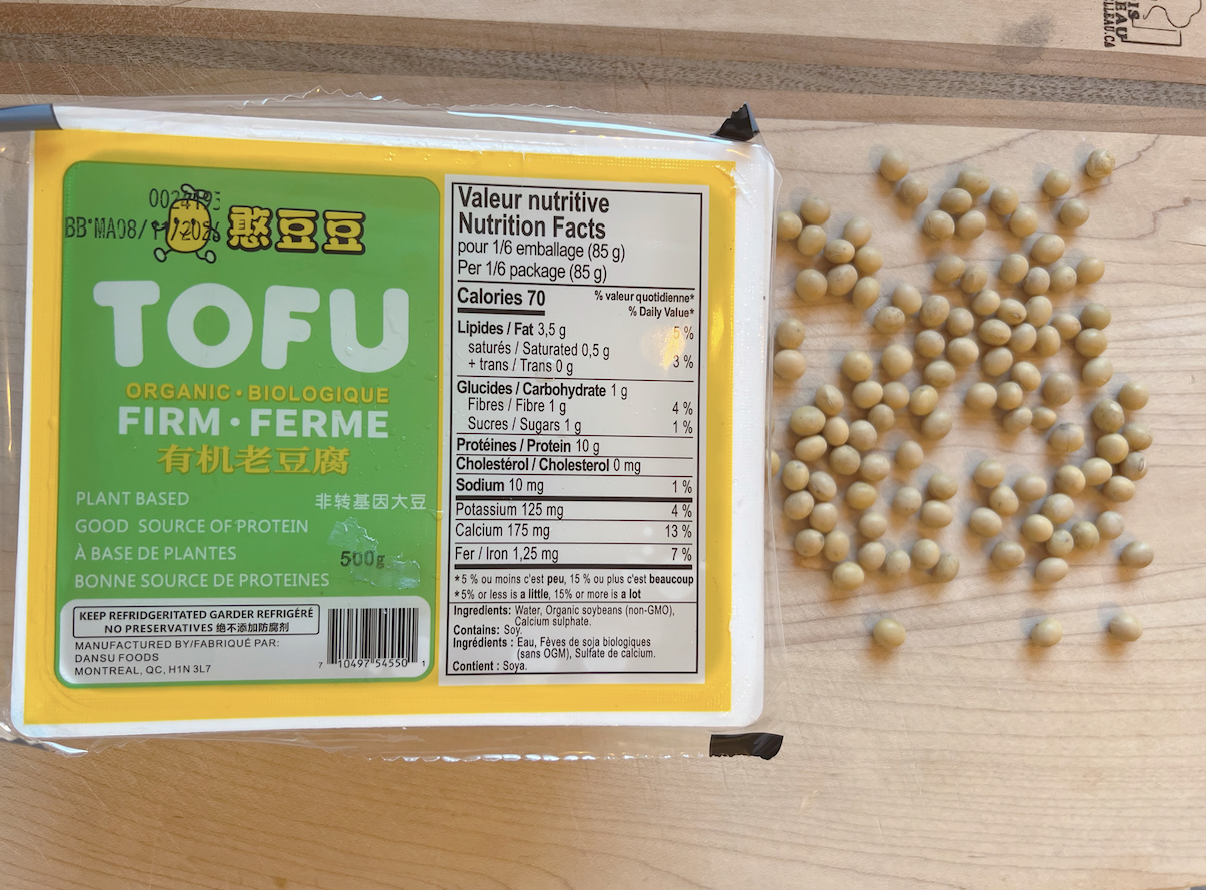 0024193
BB*MA08/
憨豆豆
TOFU
ORGANIC • BIOLOGIQUE
FIRM • FERME
有机老豆腐
PLANT BASED
非转基因大豆
GOOD SOURCE OF PROTEIN
À BASE DE PLANTES
500g
BONNE SOURCE DE PROTEINES
KEEP REFRIDGERITATED GARDER REFRIGÉRÉ
NO PRESERVATIVES 绝不添加防腐剂
MANUFACTURED BY/FABRIQUÉ PAR:
DANSU FOODS
MONTREAL, QC, H1N 3L7
7 10497 54550 1
Valeur nutritive
Nutrition Facts
pour 1/6 emballage (85 g)
Per 1/6 package (85 g)
Calories 70
% valeur quotidienne*
% Daily Value*
Lipides / Fat 3,5 g 5 %
saturés / Saturated 0,5 g
+ trans / Trans 0 g 3 %
Glucides / Carbohydrate 1 g
Fibres / Fibre 1 g 4 %
Sucres / Sugars 1 g 1 %
Protéines / Protein 10 g
Cholestérol / Cholesterol 0 mg
Sodium 10 mg 1 %
Potassium 125 mg 4 %
Calcium 175 mg 13 %
Fer / Iron 1,25 mg 7 %
*5 % ou moins c'est peu, 15 % ou plus c'est beaucoup
*5% or less is a little, 15% or more is a lot
Ingredients: Water, Organic soybeans (non-GMO),
Calcium sulphate.
Contains: Soy.
Ingrédients : Eau, Fèves de soja biologiques
(sans OGM), Sulfate de calcium.
Contient : Soya.